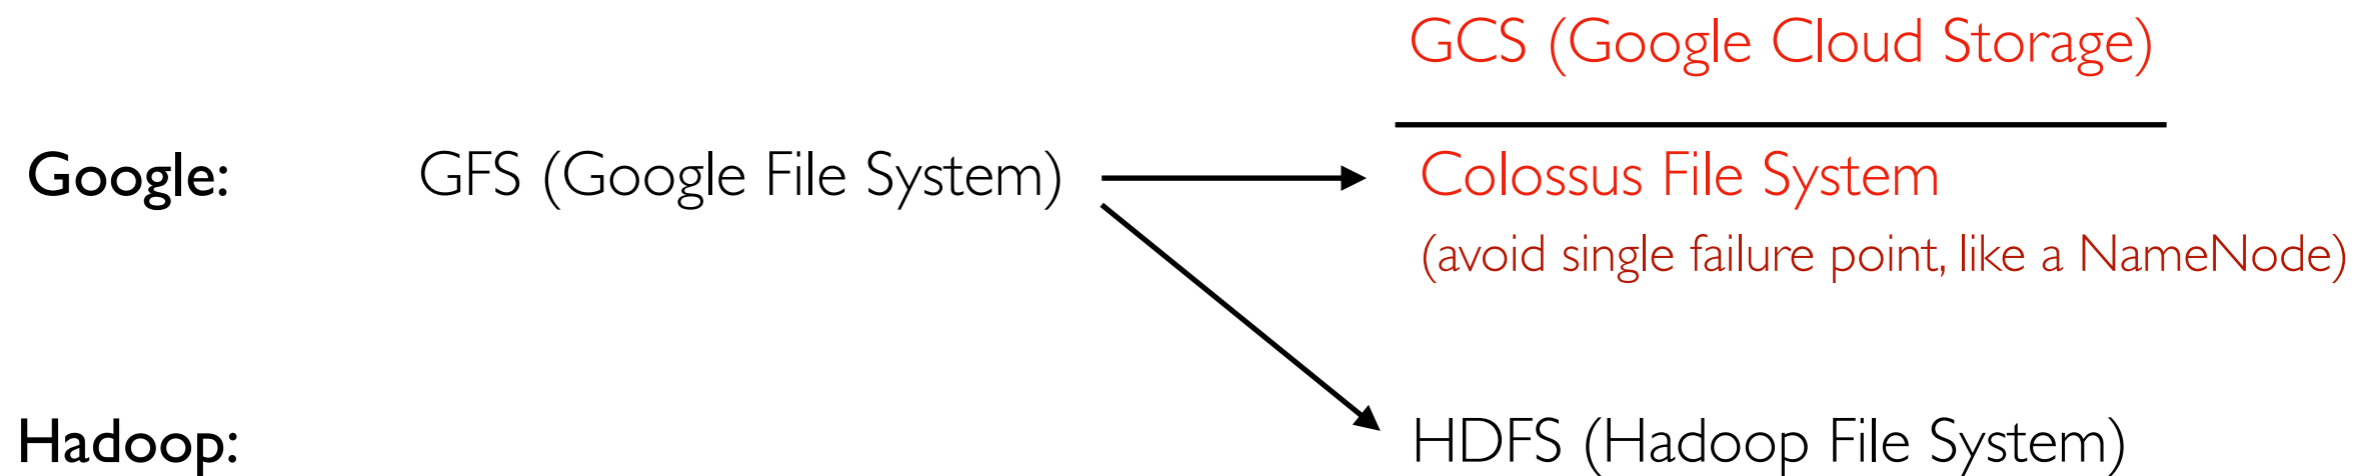 GCS (Google Cloud Storage)
Google: GFS (Google File System) Colossus File System
(avoid single failure point, like a NameNode)
Hadoop: HDFS (Hadoop File System)